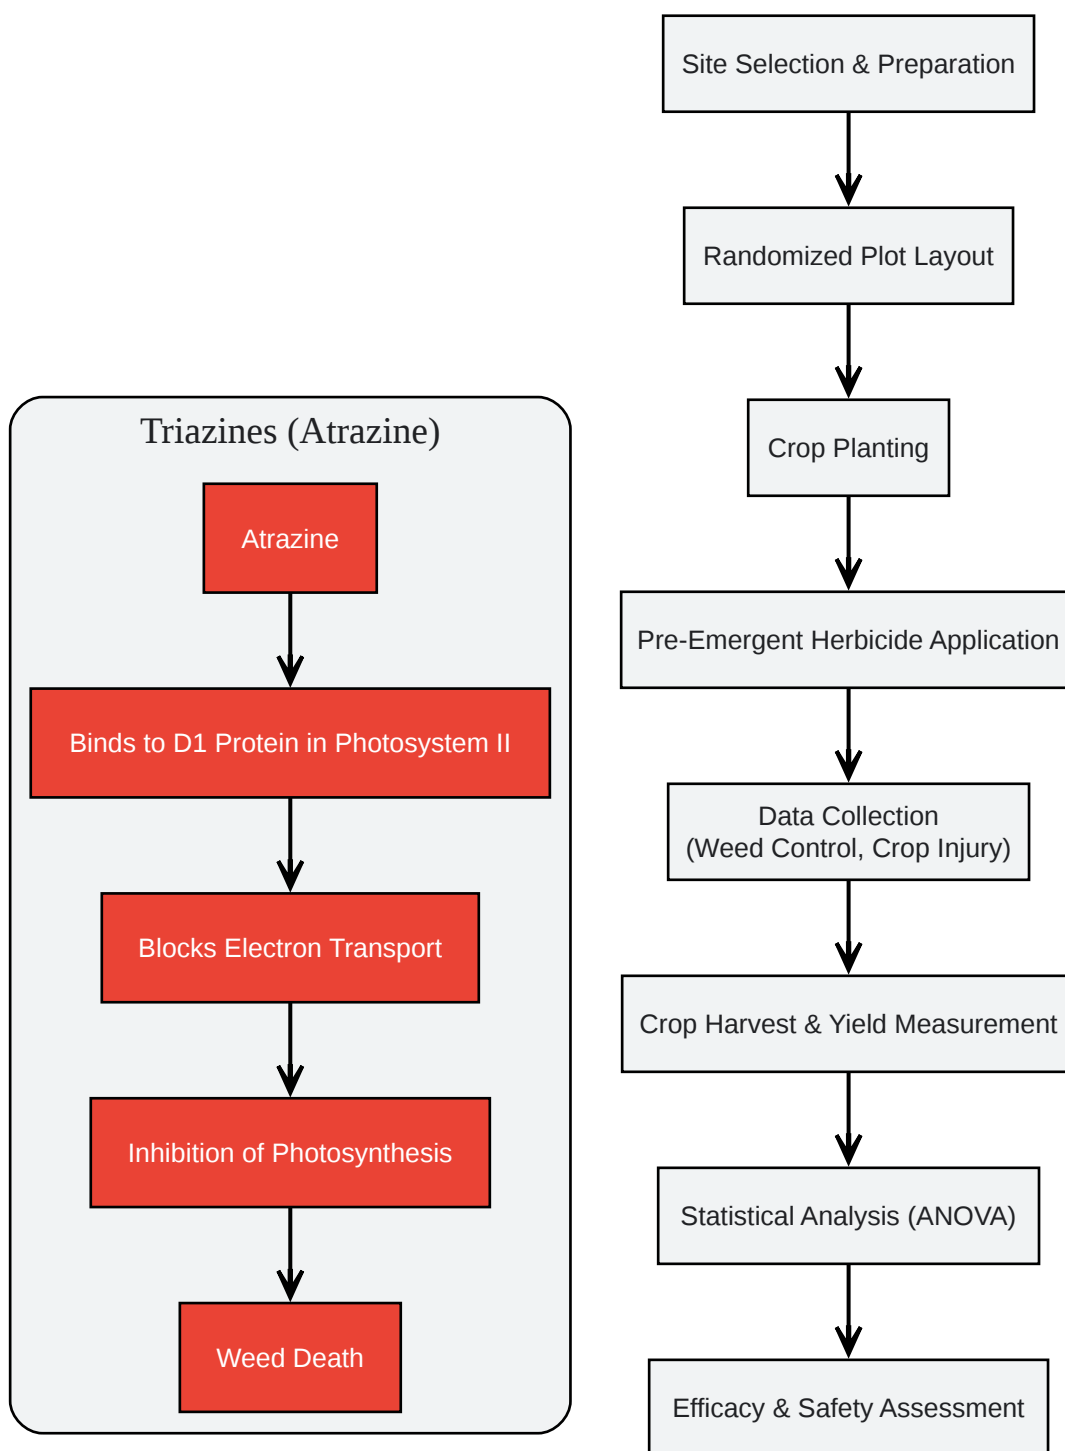 Triazines (Atrazine)
Atrazine
Binds to D1 Protein in Photosystem II
Blocks Electron Transport
Inhibition of Photosynthesis
Weed Death
Site Selection & Preparation
Randomized Plot Layout
Crop Planting
Pre-Emergent Herbicide Application
Data Collection
(Weed Control, Crop Injury)
Crop Harvest & Yield Measurement
Statistical Analysis (ANOVA)
Efficacy & Safety Assessment